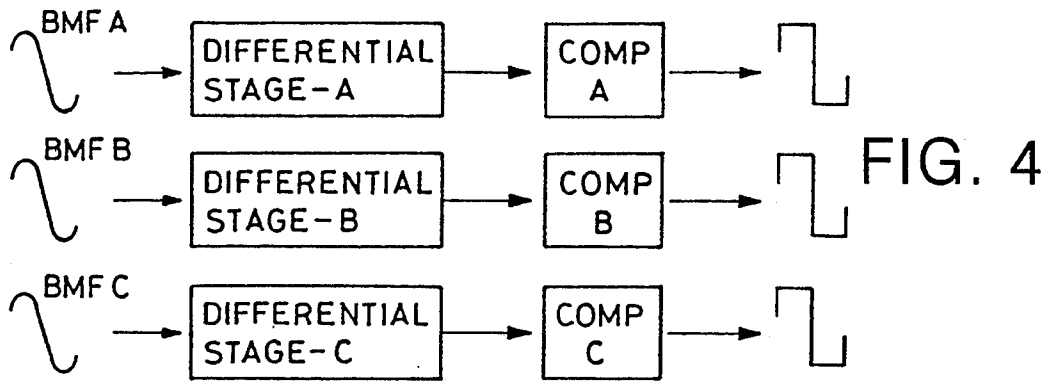 BMF A
DIFFERENTIAL
STAGE-A
COMP
A
BMF B
DIFFERENTIAL
STAGE-B
COMP
B
FIG. 4
BMF C
DIFFERENTIAL
STAGE-C
COMP
C